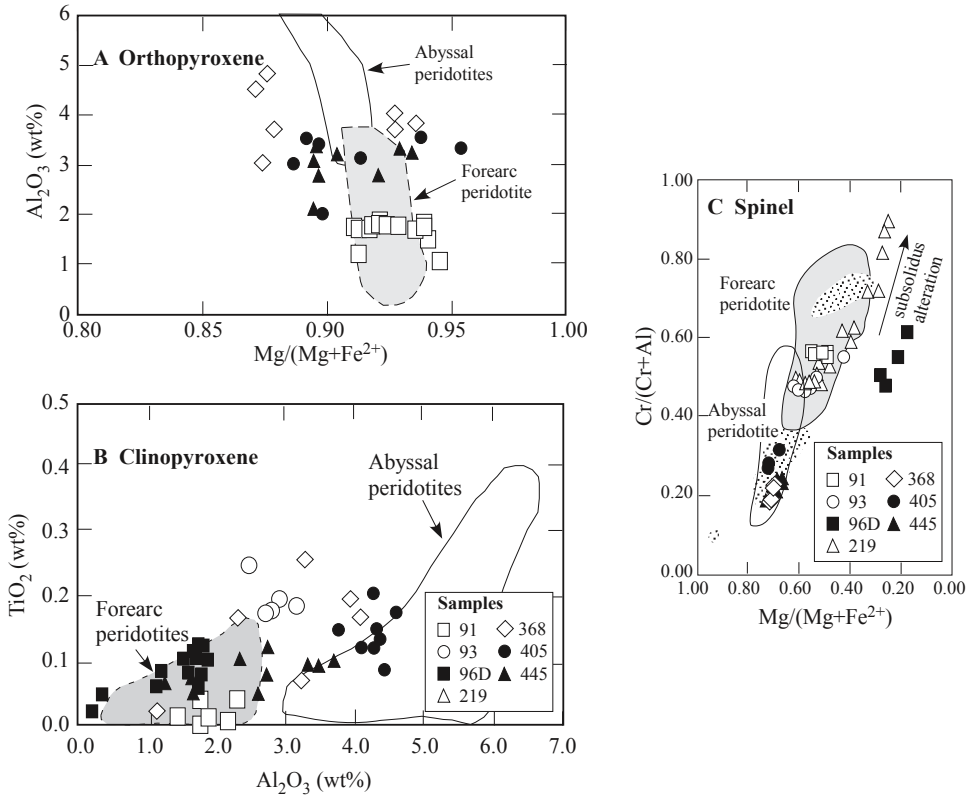 A Orthopyroxene
Al₂O₃ (wt%)
6
5
4
3
2
1
0
Abyssal
peridotites
Forearc
peridotite
0.80
0.85
0.90
0.95
1.00
Mg/(Mg+Fe²⁺)
B Clinopyroxene
TiO₂ (wt%)
0.5
0.4
0.3
0.2
0.1
0.0
Abyssal
peridotites
Forearc
peridotites
Samples
91
368
93
405
96D
445
219
0.0
1.0
2.0
3.0
4.0
5.0
6.0
7.0
Al₂O₃ (wt%)
C Spinel
Cr/(Cr+Al)
1.00
0.80
0.60
0.40
0.20
0.00
Forearc
peridotite
subsolidus
alteration
Abyssal
peridotite
Samples
91
368
93
405
96D
445
219
1.00
0.80
0.60
0.40
0.20
0.00
Mg/(Mg+Fe²⁺)